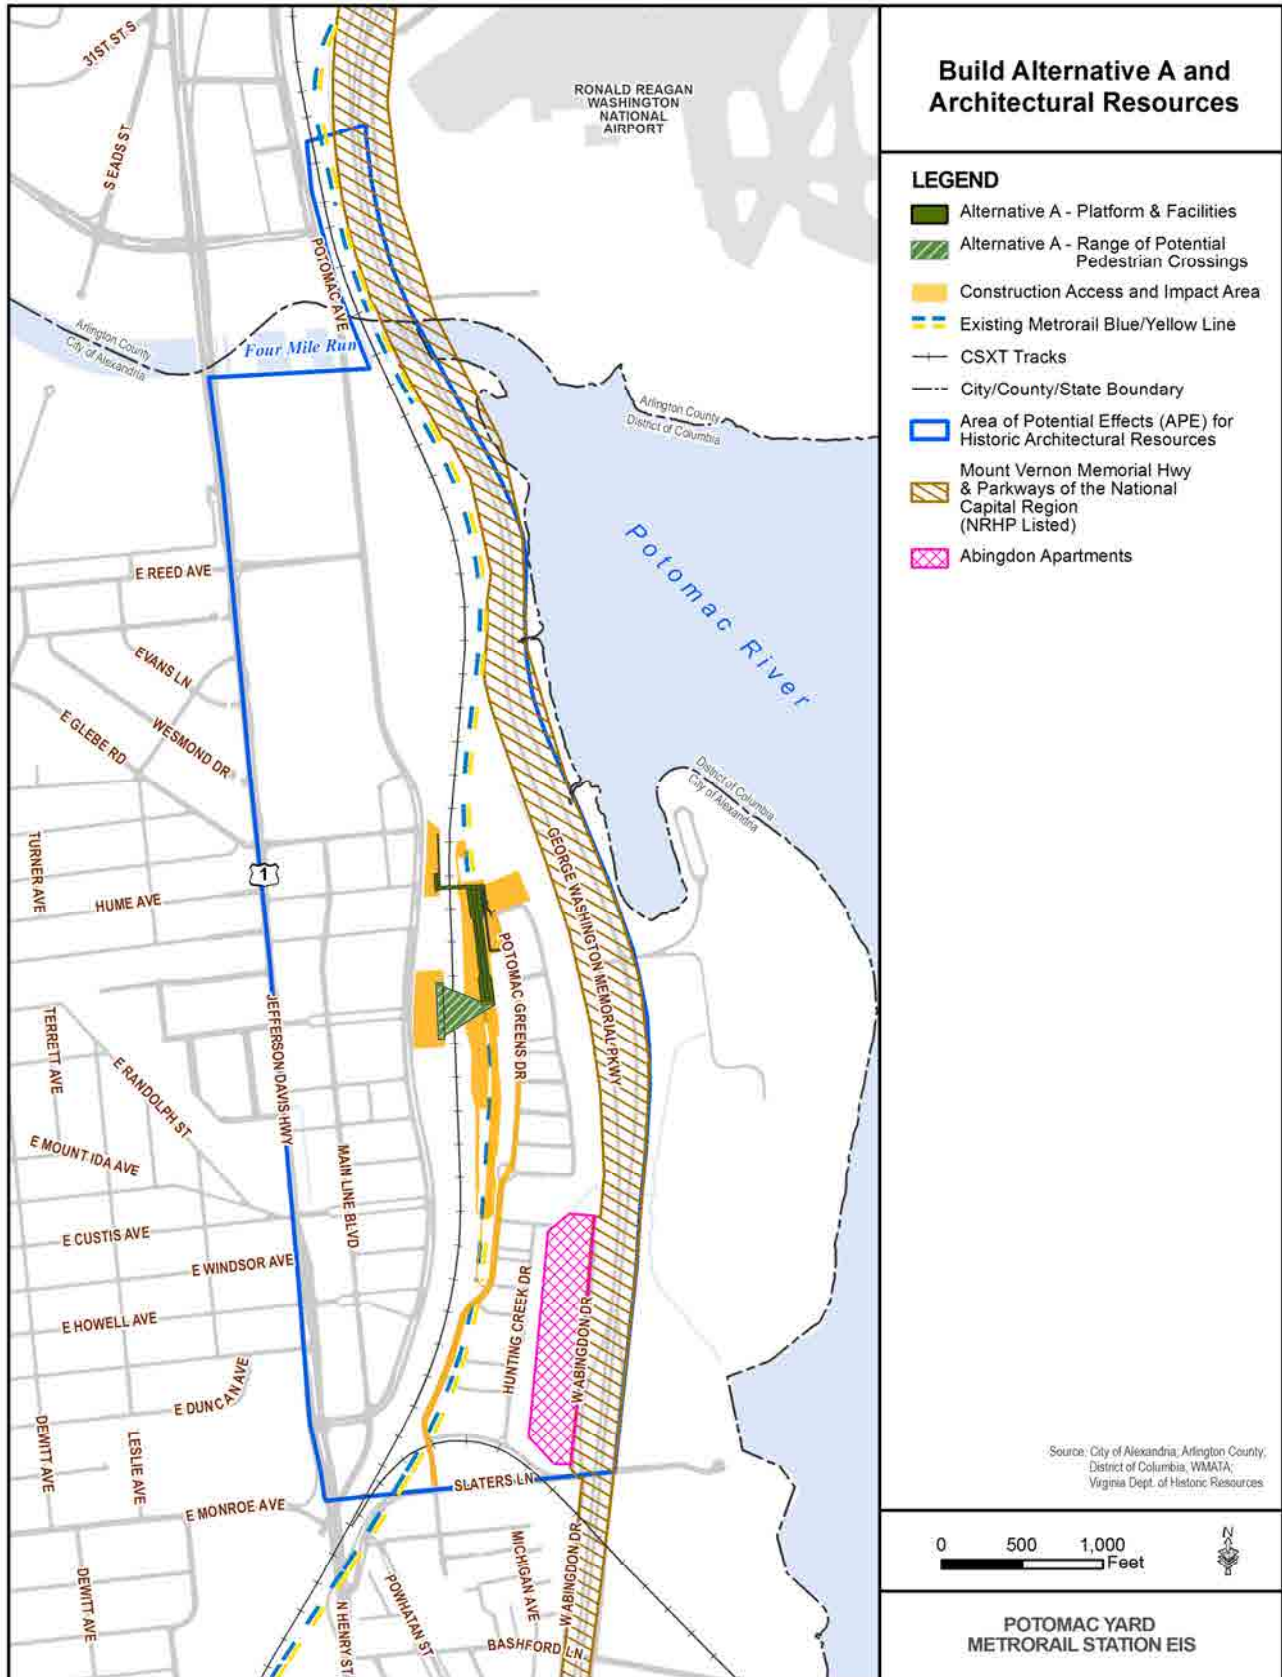 Build Alternative A and
Architectural Resources
LEGEND
Alternative A - Platform & Facilities
Alternative A - Range of Potential
Pedestrian Crossings
Construction Access and Impact Area
Existing Metrorail Blue/Yellow Line
CSXT Tracks
City/County/State Boundary
Area of Potential Effects (APE) for
Historic Architectural Resources
Mount Vernon Memorial Hwy
& Parkways of the National
Capital Region
(NRHP Listed)
Abingdon Apartments
31ST ST S
RONALD REAGAN
WASHINGTON
NATIONAL
AIRPORT
S EADS ST
POTOMAC AVE
Arlington County
City of Alexandria
Four Mile Run
Arlington County
District of Columbia
Potomac River
E REED AVE
EVANS LN
WESMOND DR
E GLEBE RD
District of Columbia
City of Alexandria
TURNER AVE
1
HUME AVE
GEORGE WASHINGTON MEMORIAL PKWY
POTOMAC GREENS DR
JEFFERSON DAVIS HWY
TERRETT AVE
E RANDOLPH ST
E MOUNT IDA AVE
MAIN LINE BLVD
E CUSTIS AVE
E WINDSOR AVE
HUNTING CREEK DR
W ABINGDON DR
E HOWELL AVE
E DUNCAN AVE
DEWITT AVE
LESLIE AVE
SLATERS LN
E MONROE AVE
DEWITT AVE
N HENRY ST
POWHATAN ST
MICHIGAN AVE
W ABINGDON DR
BASHFORD LN
Source: City of Alexandria; Arlington County;
District of Columbia, WMATA;
Virginia Dept. of Historic Resources
0 500 1,000
Feet
N
POTOMAC YARD
METRORAIL STATION EIS